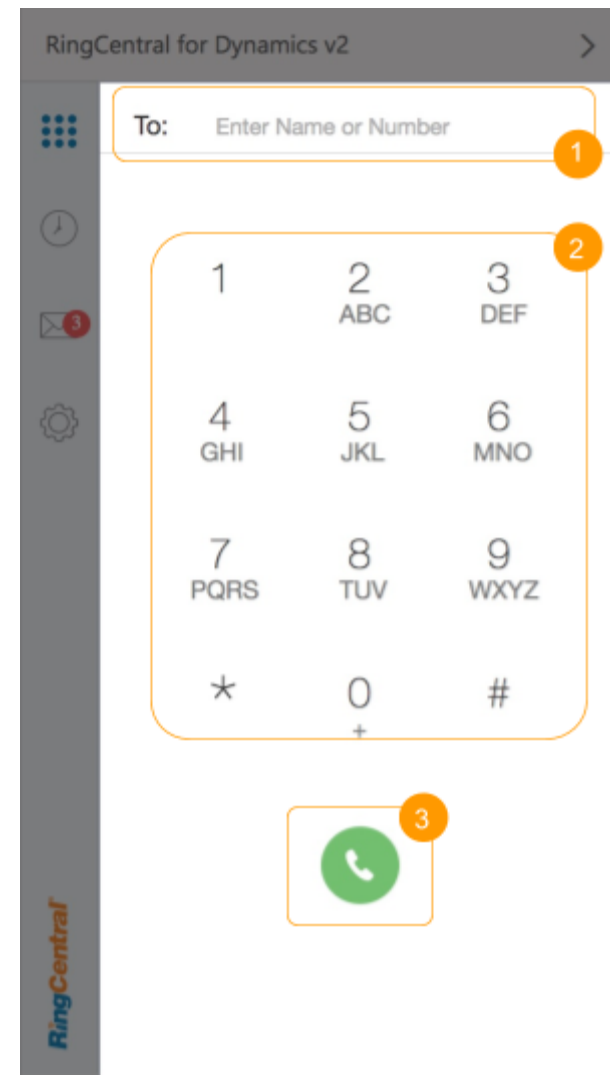 RingCentral for Dynamics v2 >
To: Enter Name or Number
1
2
1 2 3
ABC DEF
3
4 5 6
GHI JKL MNO
7 8 9
PQRS TUV WXYZ
* 0 #
+
3
RingCentral